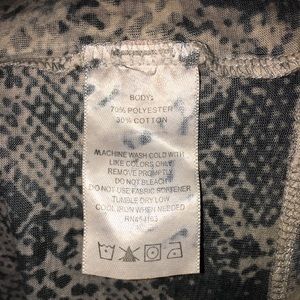 BODY:
70% POLYESTER
30% COTTON
MACHINE WASH COLD WITH
LIKE COLORS ONLY
REMOVE PROMPTLY
DO NOT BLEACH
DO NOT USE FABRIC SOFTENER
TUMBLE DRY LOW
COOL IRON WHEN NEEDED